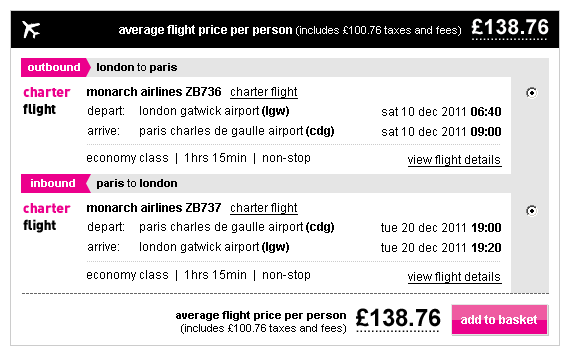 average flight price per person (includes £100.76 taxes and fees) £138.76
outbound london to paris
charter flight
monarch airlines ZB736 charter flight
depart: london gatwick airport (lgw) sat 10 dec 2011 06:40
arrive: paris charles de gaulle airport (cdg) sat 10 dec 2011 09:00
economy class | 1hrs 15min | non-stop view flight details
inbound paris to london
charter flight
monarch airlines ZB737 charter flight
depart: paris charles de gaulle airport (cdg) tue 20 dec 2011 19:00
arrive: london gatwick airport (lgw) tue 20 dec 2011 19:20
economy class | 1hrs 15min | non-stop view flight details
average flight price per person £138.76 add to basket
(includes £100.76 taxes and fees)